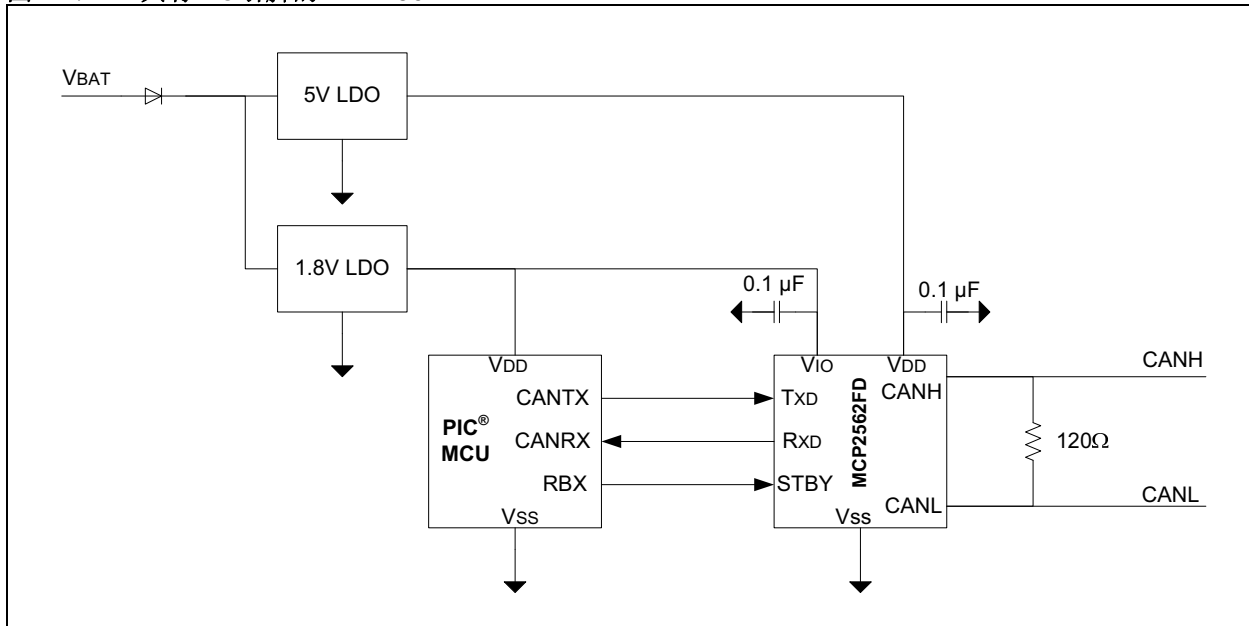 VBAT
5V LDO
1.8V LDO
0.1 µF
0.1 µF
VDD
CANTX
CANRX
RBX
VSS
PIC®
MCU
VIO
VDD
TXD
RXD
STBY
VSS
MCP2562FD
CANH
CANL
CANH
120Ω
CANL